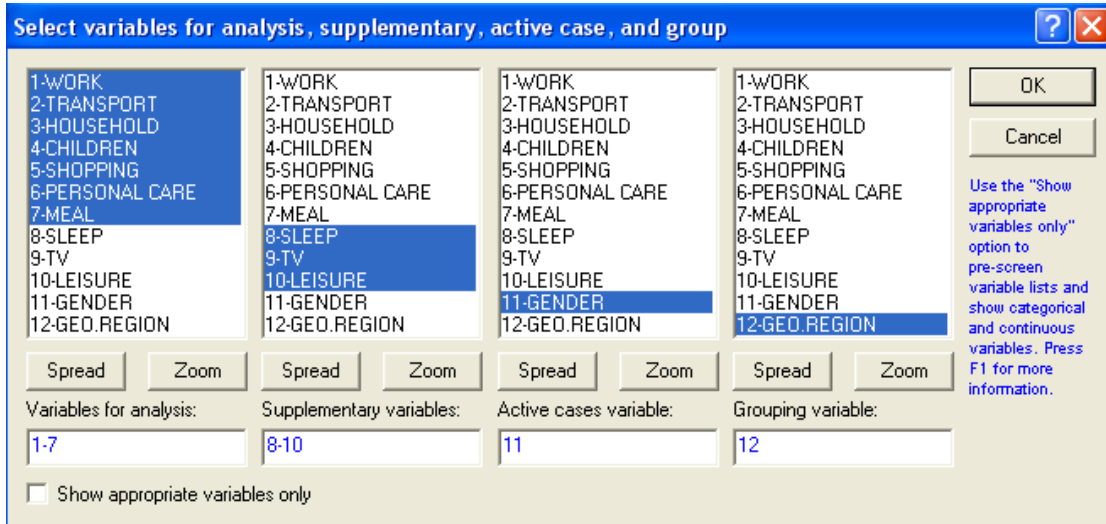 Select variables for analysis, supplementary, active case, and group
1-WORK
2-TRANSPORT
3-HOUSEHOLD
4-CHILDREN
5-SHOPPING
6-PERSONAL CARE
7-MEAL
8-SLEEP
9-TV
10-LEISURE
11-GENDER
12-GEO.REGION
1-WORK
2-TRANSPORT
3-HOUSEHOLD
4-CHILDREN
5-SHOPPING
6-PERSONAL CARE
7-MEAL
8-SLEEP
9-TV
10-LEISURE
11-GENDER
12-GEO.REGION
1-WORK
2-TRANSPORT
3-HOUSEHOLD
4-CHILDREN
5-SHOPPING
6-PERSONAL CARE
7-MEAL
8-SLEEP
9-TV
10-LEISURE
11-GENDER
12-GEO.REGION
1-WORK
2-TRANSPORT
3-HOUSEHOLD
4-CHILDREN
5-SHOPPING
6-PERSONAL CARE
7-MEAL
8-SLEEP
9-TV
10-LEISURE
11-GENDER
12-GEO.REGION
OK
Cancel
Use the "Show
appropriate
variables only"
option to
pre-screen
variable lists and
show categorical
and continuous
variables. Press
F1 for more
information.
Spread Zoom Spread Zoom Spread Zoom Spread Zoom
Variables for analysis: Supplementary variables: Active cases variable: Grouping variable:
1-7 8-10 11 12
Show appropriate variables only